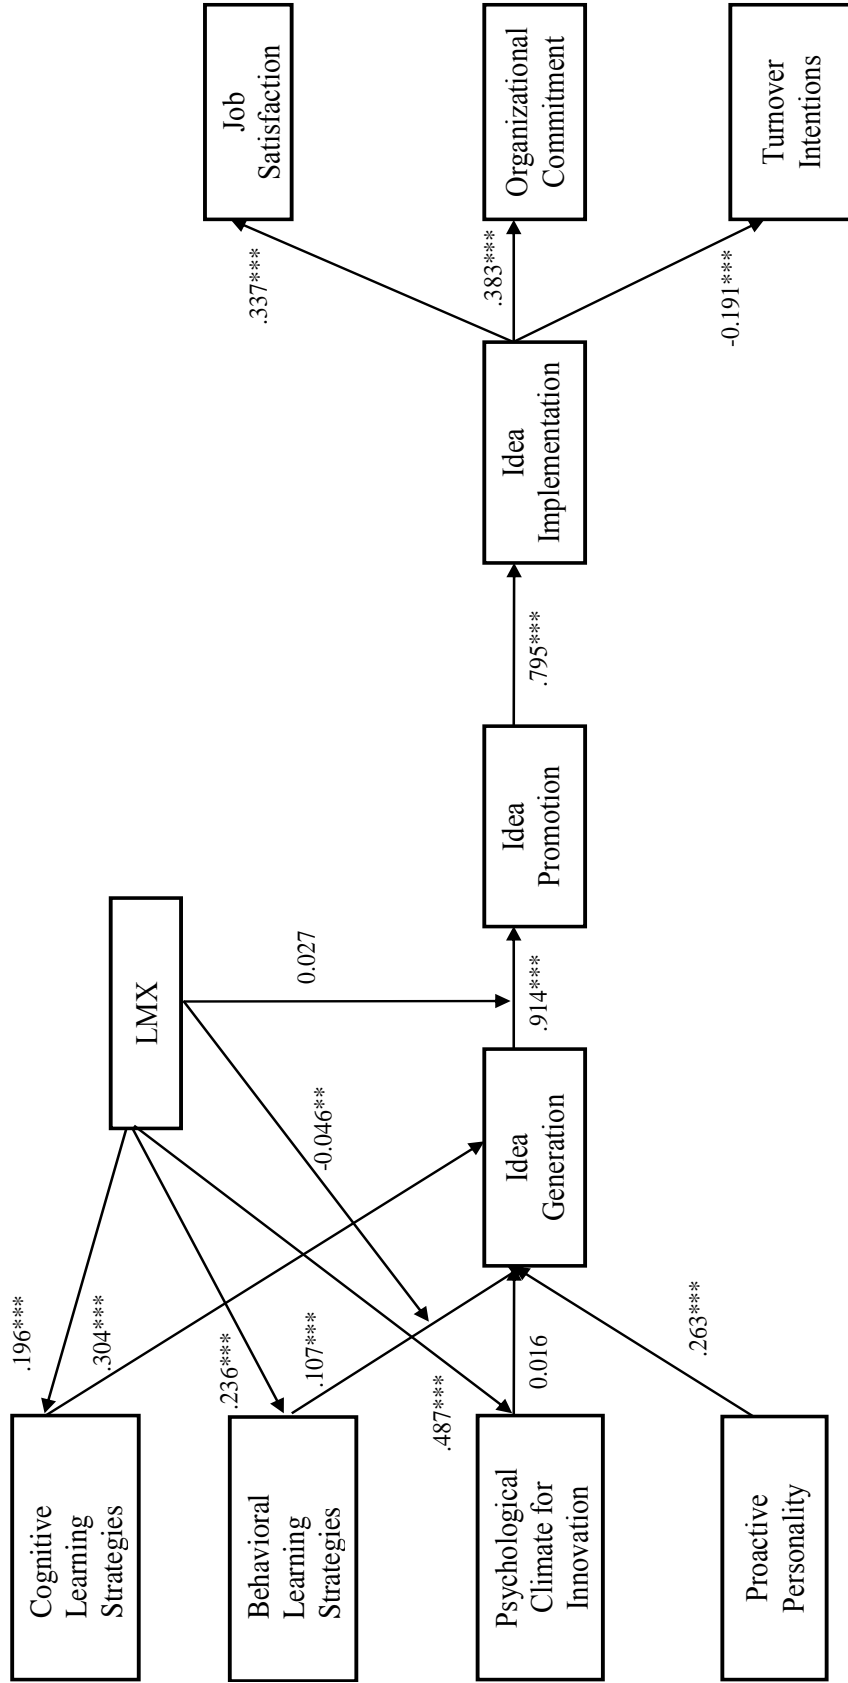 Cognitive
Learning
Strategies
Behavioral
Learning
Strategies
Psychological
Climate for
Innovation
Proactive
Personality
.196***
.304***
.236***
.107***
.487***
0.016
.263***
LMX
-0.046**
0.027
Idea
Generation
.914***
Idea
Promotion
.795***
Idea
Implementation
.337***
.383***
-0.191***
Job
Satisfaction
Organizational
Commitment
Turnover
Intentions